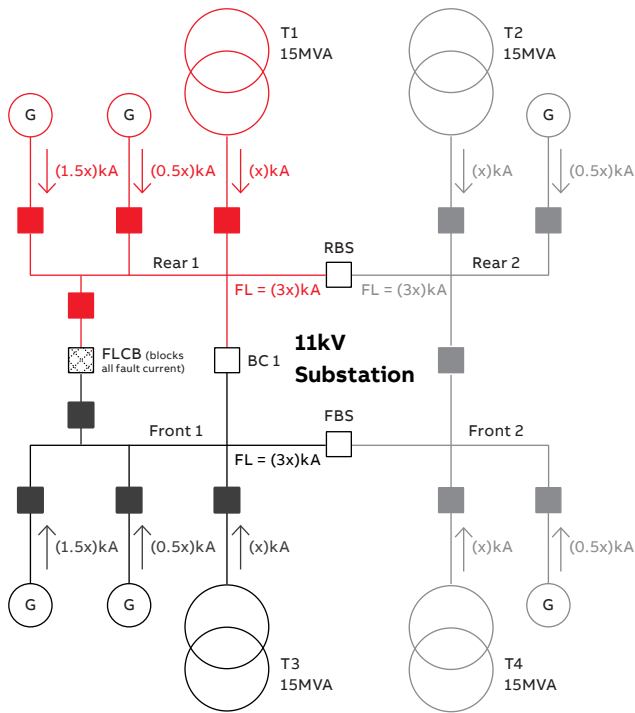 T1
15MVA
T2
15MVA
G
G
G
(1.5x)kA
(0.5x)kA
(x)kA
(x)kA
(0.5x)kA
RBS
Rear 1
Rear 2
FL = (3x)kA
FL = (3x)kA
FLCB (blocks
all fault current)
BC 1
11kV
Substation
FBS
Front 1
Front 2
FL = (3x)kA
(1.5x)kA
(0.5x)kA
(x)kA
(x)kA
(0.5x)kA
G
G
G
T3
15MVA
T4
15MVA